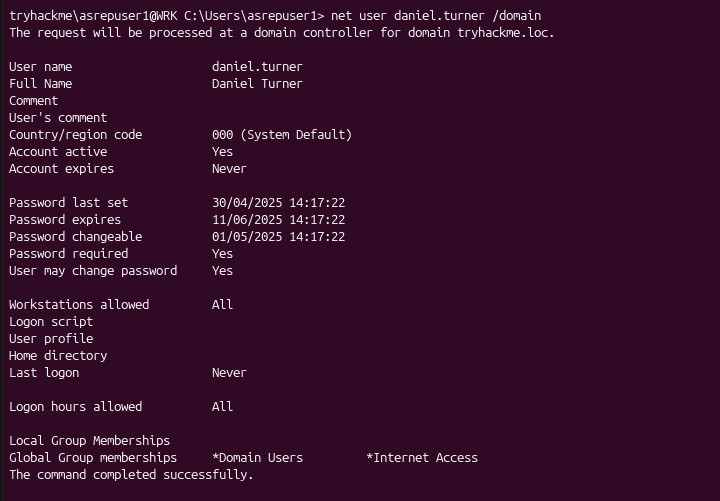 tryhackme\asrepuser1@WRK C:\Users\asrepuser1> net user daniel.turner /domain
The request will be processed at a domain controller for domain tryhackme.loc.
User name daniel.turner
Full Name Daniel Turner
Comment
User's comment
Country/region code 000 (System Default)
Account active Yes
Account expires Never
Password last set 30/04/2025 14:17:22
Password expires 11/06/2025 14:17:22
Password changeable 01/05/2025 14:17:22
Password required Yes
User may change password Yes
Workstations allowed All
Logon script
User profile
Home directory
Last logon Never
Logon hours allowed All
Local Group Memberships
Global Group memberships *Domain Users *Internet Access
The command completed successfully.